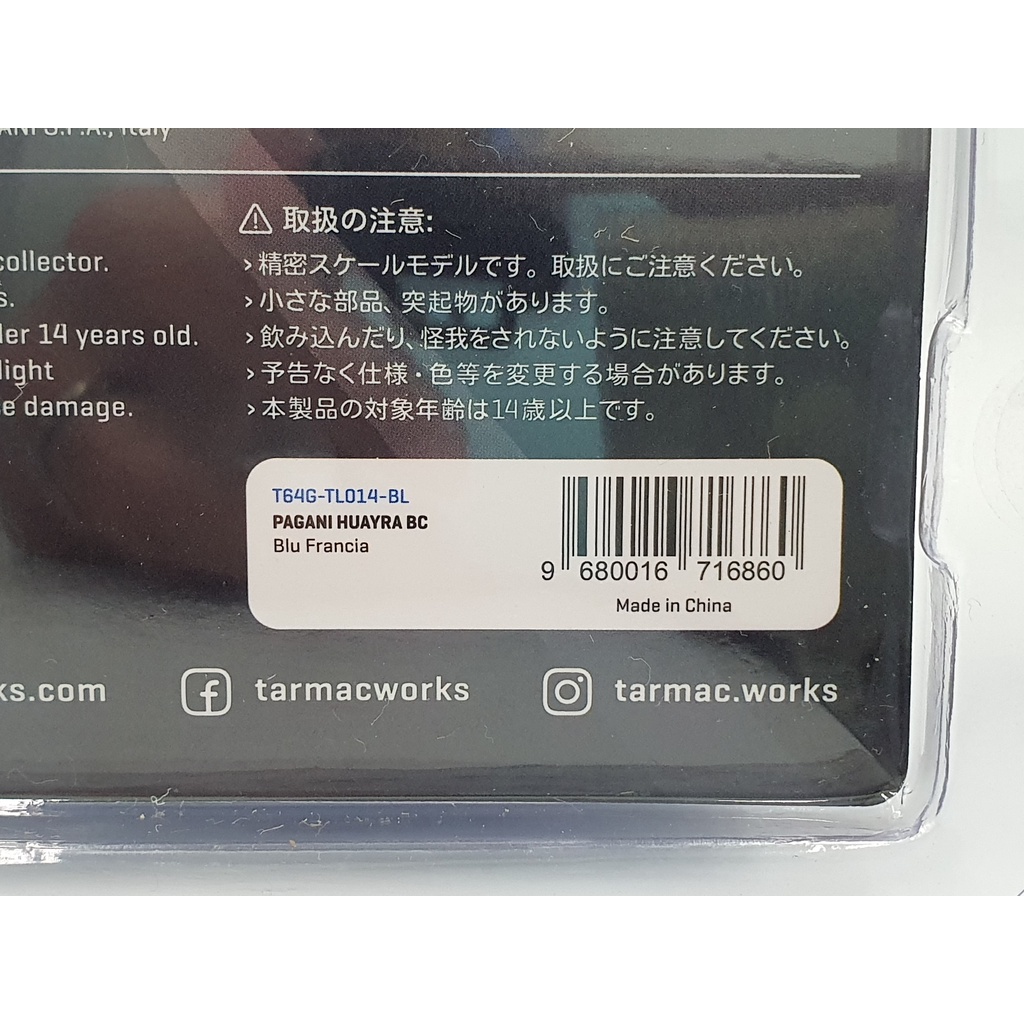 S.P.A., Italy
collector.
s.
14 years old.
light
damage.
取扱の注意:
›精密スケールモデルです。取扱にご注意ください。
›小さな部品、突起物があります。
›飲み込んだり、怪我をされないように注意してください。
›予告なく仕様・色等を変更する場合があります。
›本製品の対象年齢は14歳以上です。
T64G-TL014-BL
PAGANI HUAYRA BC
Blu Francia
9 680016 716860
Made in China
ks.com
tarmacworks
tarmac.works